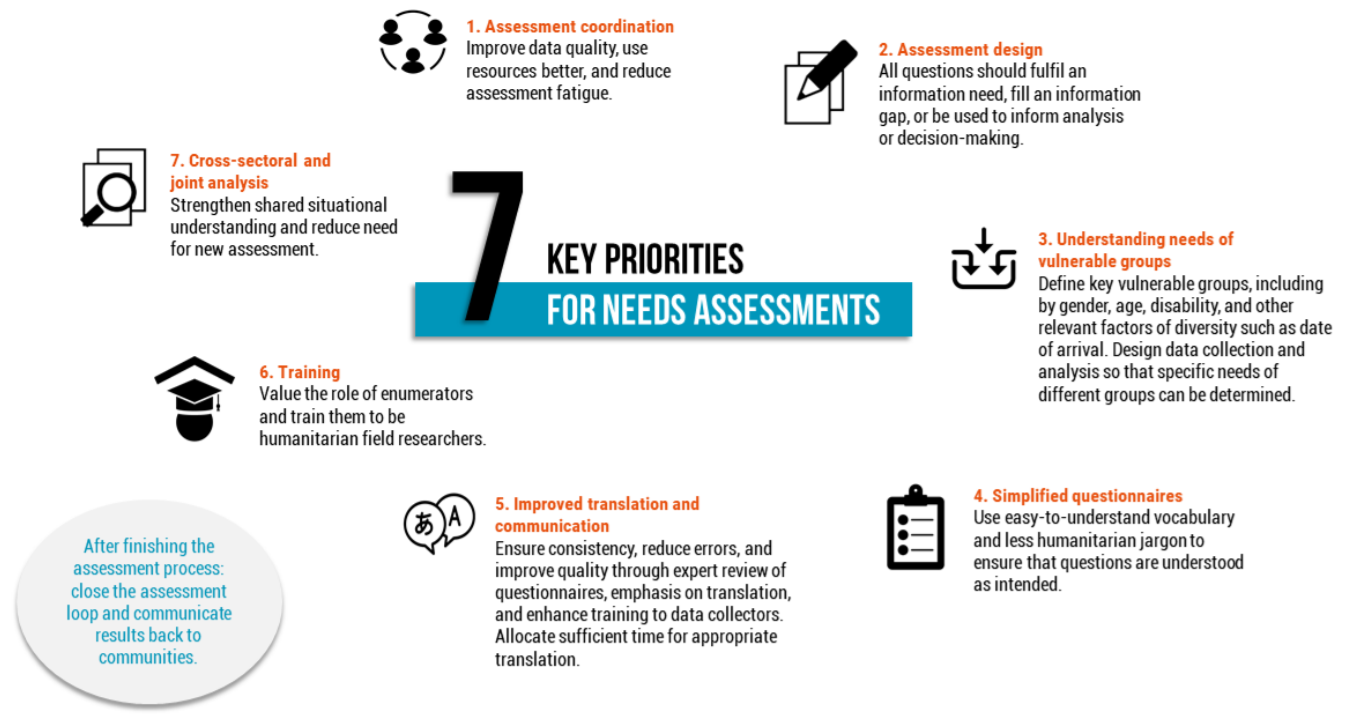 7
KEY PRIORITIES
FOR NEEDS ASSESSMENTS
1. Assessment coordination
Improve data quality, use
resources better, and reduce
assessment fatigue.
2. Assessment design
All questions should fulfil an
information need, fill an information
gap, or be used to inform analysis
or decision-making.
3. Understanding needs of
vulnerable groups
Define key vulnerable groups, including
by gender, age, disability, and other
relevant factors of diversity such as date
of arrival. Design data collection and
analysis so that specific needs of
different groups can be determined.
4. Simplified questionnaires
Use easy-to-understand vocabulary
and less humanitarian jargon to
ensure that questions are understood
as intended.
あ A
5. Improved translation and
communication
Ensure consistency, reduce errors, and
improve quality through expert review of
questionnaires, emphasis on translation,
and enhance training to data collectors.
Allocate sufficient time for appropriate
translation.
6. Training
Value the role of enumerators
and train them to be
humanitarian field researchers.
7. Cross-sectoral and
joint analysis
Strengthen shared situational
understanding and reduce need
for new assessment.
After finishing the
assessment process:
close the assessment
loop and communicate
results back to
communities.